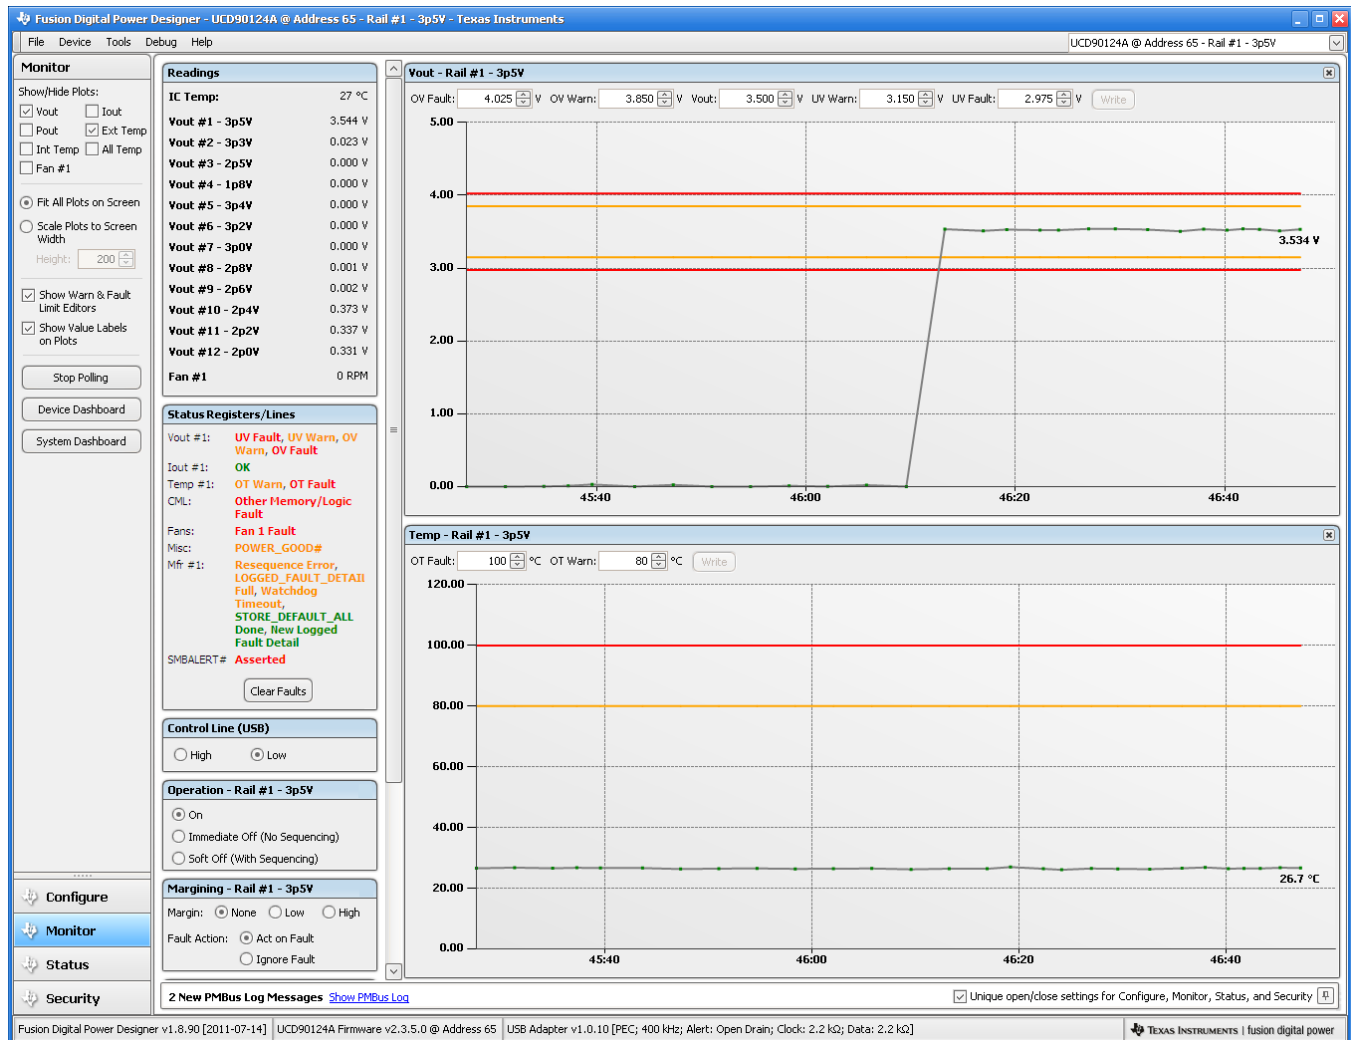 Fusion Digital Power Designer - UCD90124A @ Address 65 - Rail #1 - 3p5V - Texas Instruments
File Device Tools Debug Help
UCD90124A @ Address 65 - Rail #1 - 3p5V
Monitor
Show/Hide Plots:
Vout Iout
Pout Ext Temp
Int Temp All Temp
Fan #1
Fit All Plots on Screen
Scale Plots to Screen
Width
Height: 200
Show Warn & Fault
Limit Editors
Show Value Labels
on Plots
Stop Polling
Device Dashboard
System Dashboard
Configure
Monitor
Status
Security
Readings
IC Temp: 27 °C
Vout #1 - 3p5V 3.544 V
Vout #2 - 3p3V 0.023 V
Vout #3 - 2p5V 0.000 V
Vout #4 - 1p8V 0.000 V
Vout #5 - 3p4V 0.000 V
Vout #6 - 3p2V 0.000 V
Vout #7 - 3p0V 0.000 V
Vout #8 - 2p8V 0.001 V
Vout #9 - 2p6V 0.002 V
Vout #10 - 2p4V 0.373 V
Vout #11 - 2p2V 0.337 V
Vout #12 - 2p0V 0.331 V
Fan #1 0 RPM
Status Registers/Lines
Vout #1: UV Fault, UV Warn, OV
Warn, OV Fault
Iout #1: OK
Temp #1: OT Warn, OT Fault
CML: Other Memory/Logic
Fault
Fans: Fan 1 Fault
Misc: POWER_GOOD#
Mfr #1: Resequence Error,
LOGGED_FAULT_DETAIL
Full, Watchdog
Timeout,
STORE_DEFAULT_ALL
Done, New Logged
Fault Detail
SMBALERT# Asserted
Clear Faults
Control Line (USB)
High Low
Operation - Rail #1 - 3p5V
On
Immediate Off (No Sequencing)
Soft Off (With Sequencing)
Margining - Rail #1 - 3p5V
Margin: None Low High
Fault Action: Act on Fault
Ignore Fault
Vout - Rail #1 - 3p5V
OV Fault: 4.025 V OV Warn: 3.850 V Vout: 3.500 V UV Warn: 3.150 V UV Fault: 2.975 V Write
5.00
4.00
3.534 V
3.00
2.00
1.00
0.00
45:40 46:00 46:20 46:40
Temp - Rail #1 - 3p5V
OT Fault: 100 °C OT Warn: 80 °C Write
120.00
100.00
80.00
60.00
40.00
20.00
26.7 °C
0.00
45:40 46:00 46:20 46:40
2 New PMBus Log Messages Show PMBus Log
Unique open/close settings for Configure, Monitor, Status, and Security
Fusion Digital Power Designer v1.8.90 [2011-07-14] UCD90124A Firmware v2.3.5.0 @ Address 65 USB Adapter v1.0.10 [PEC; 400 kHz; Alert: Open Drain; Clock: 2.2 kΩ; Data: 2.2 kΩ] TEXAS INSTRUMENTS | fusion digital power